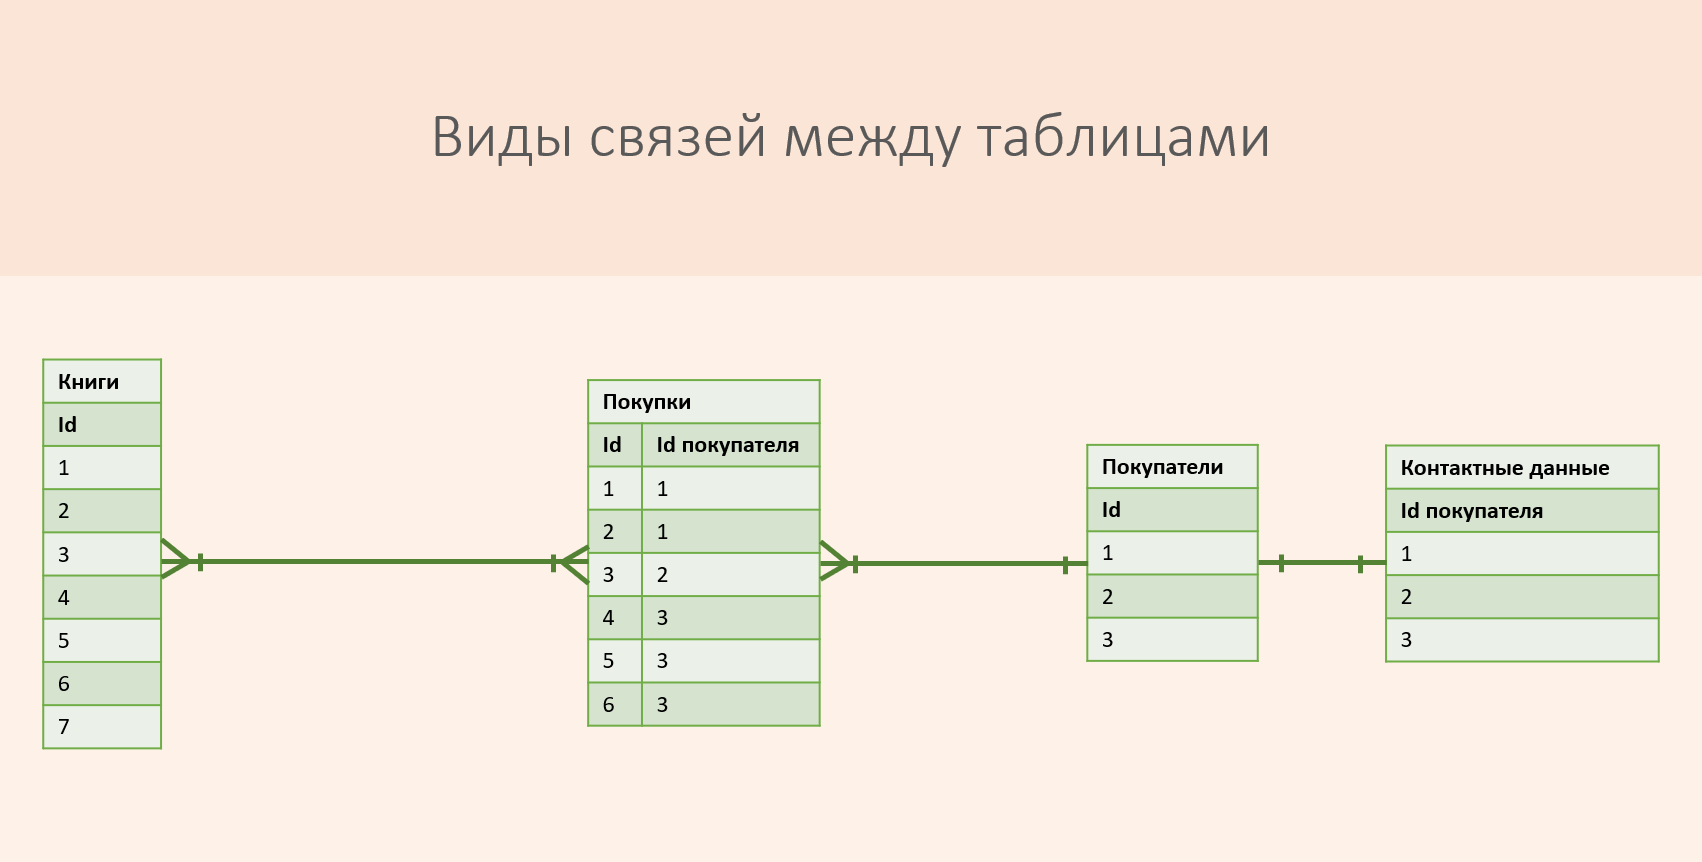 Виды связей между таблицами
Книги
Id
1
2
3
4
5
6
7
Покупки
Id Id покупателя
1 1
2 1
3 2
4 3
5 3
6 3
Покупатели
Id
1
2
3
Контактные данные
Id покупателя
1
2
3